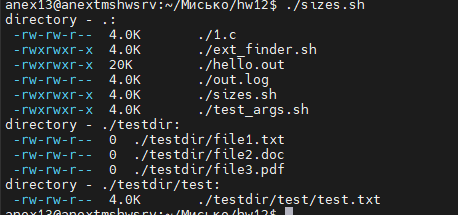 anex13@anextmshwsrv:~/Мисько/hw12$ ./sizes.sh
directory - .:
-rw-rw-r-- 4.0K ./1.c
-rwxrwxr-x 4.0K ./ext_finder.sh
-rwxrwxr-x 20K ./hello.out
-rw-rw-r-- 4.0K ./out.log
-rwxrwxr-x 4.0K ./sizes.sh
-rwxrwxr-x 4.0K ./test_args.sh
directory - ./testdir:
-rw-rw-r-- 0 ./testdir/file1.txt
-rw-rw-r-- 0 ./testdir/file2.doc
-rw-rw-r-- 0 ./testdir/file3.pdf
directory - ./testdir/test:
-rw-rw-r-- 4.0K ./testdir/test/test.txt
anex13@anextmshwsrv:~/Мисько/hw12$